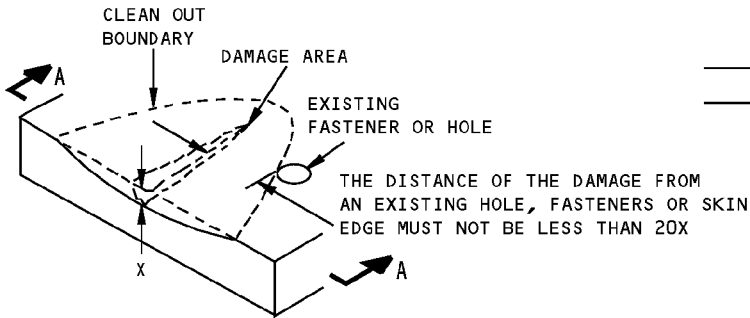 CLEAN OUT
BOUNDARY
A
DAMAGE AREA
EXISTING
FASTENER OR HOLE
THE DISTANCE OF THE DAMAGE FROM
AN EXISTING HOLE, FASTENERS OR SKIN
EDGE MUST NOT BE LESS THAN 20X
X
A